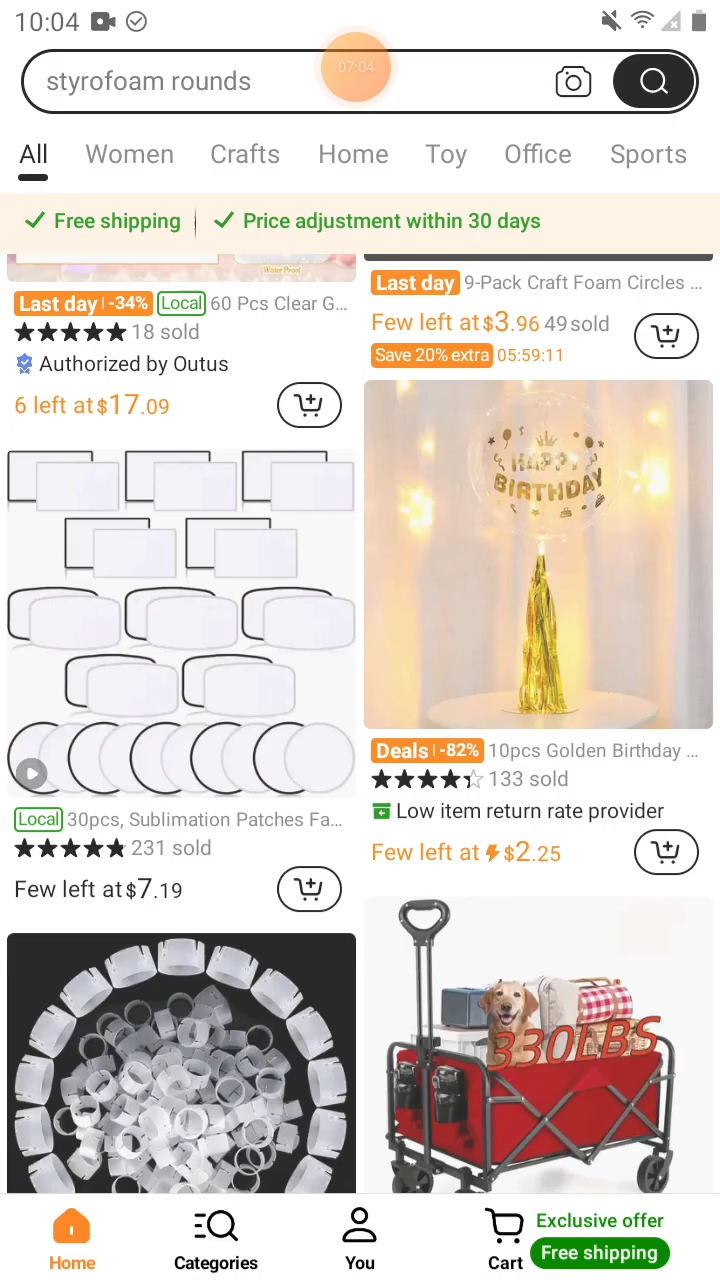 10:04
07:04
styrofoam rounds
All
Women
Crafts
Home
Toy
Office
Sports
Free shipping
Price adjustment within 30 days
Water Proof
Last day -34% Local 60 Pcs Clear G...
18 sold
Authorized by Outus
6 left at $17.09
Last day 9-Pack Craft Foam Circles ...
Few left at $3.96 49 sold
Save 20% extra 05:59:11
HAPPY
BIRTHDAY
Local 30pcs, Sublimation Patches Fa...
231 sold
Few left at $7.19
Deals -82% 10pcs Golden Birthday ...
133 sold
Low item return rate provider
Few left at $2.25
330LBS
Home
Categories
You
Cart
Exclusive offer
Free shipping